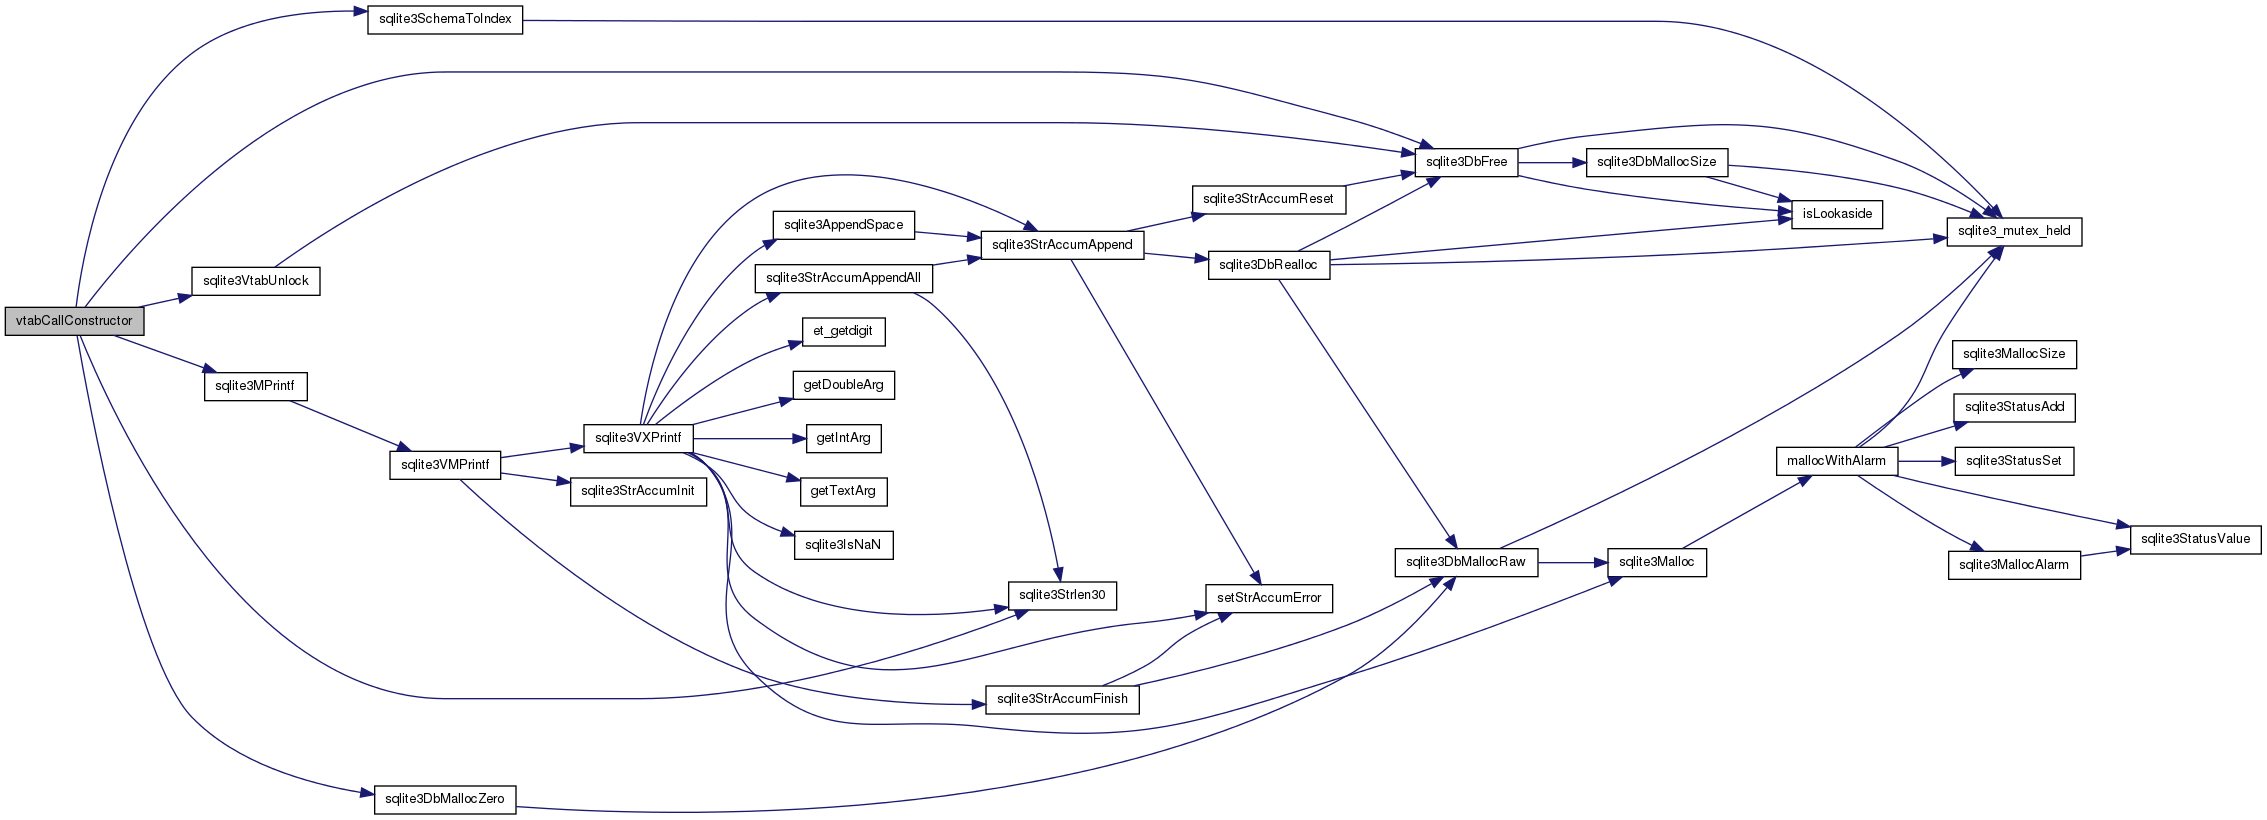 sqlite3SchemaToIndex
sqlite3DbFree
sqlite3DbMallocSize
sqlite3StrAccumReset
isLookaside
sqlite3AppendSpace
sqlite3_mutex_held
sqlite3StrAccumAppend
sqlite3DbRealloc
sqlite3VtabUnlock
sqlite3StrAccumAppendAll
vtabCallConstructor
et_getdigit
sqlite3MallocSize
sqlite3MPrintf
getDoubleArg
sqlite3StatusAdd
sqlite3VXPrintf
getIntArg
sqlite3VMPrintf
mallocWithAlarm
sqlite3StatusSet
sqlite3StrAccumInit
getTextArg
sqlite3StatusValue
sqlite3IsNaN
sqlite3DbMallocRaw
sqlite3Malloc
sqlite3MallocAlarm
sqlite3Strlen30
setStrAccumError
sqlite3StrAccumFinish
sqlite3DbMallocZero